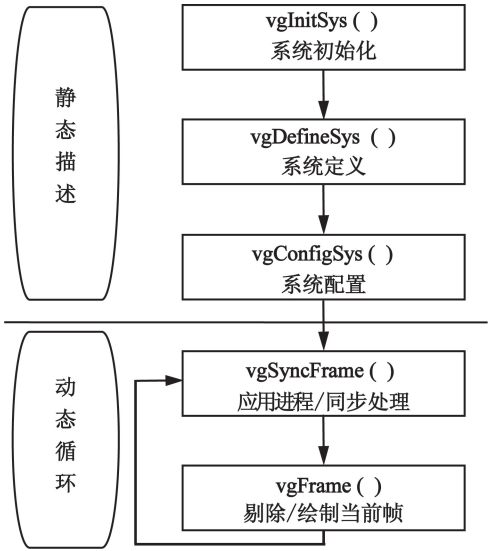 静态描述
vgInitSys ( )
系统初始化
vgDefineSys ( )
系统定义
vgConfigSys ( )
系统配置
动态循环
vgSyncFrame ( )
应用进程/同步处理
vgFrame ( )
剔除/绘制当前帧